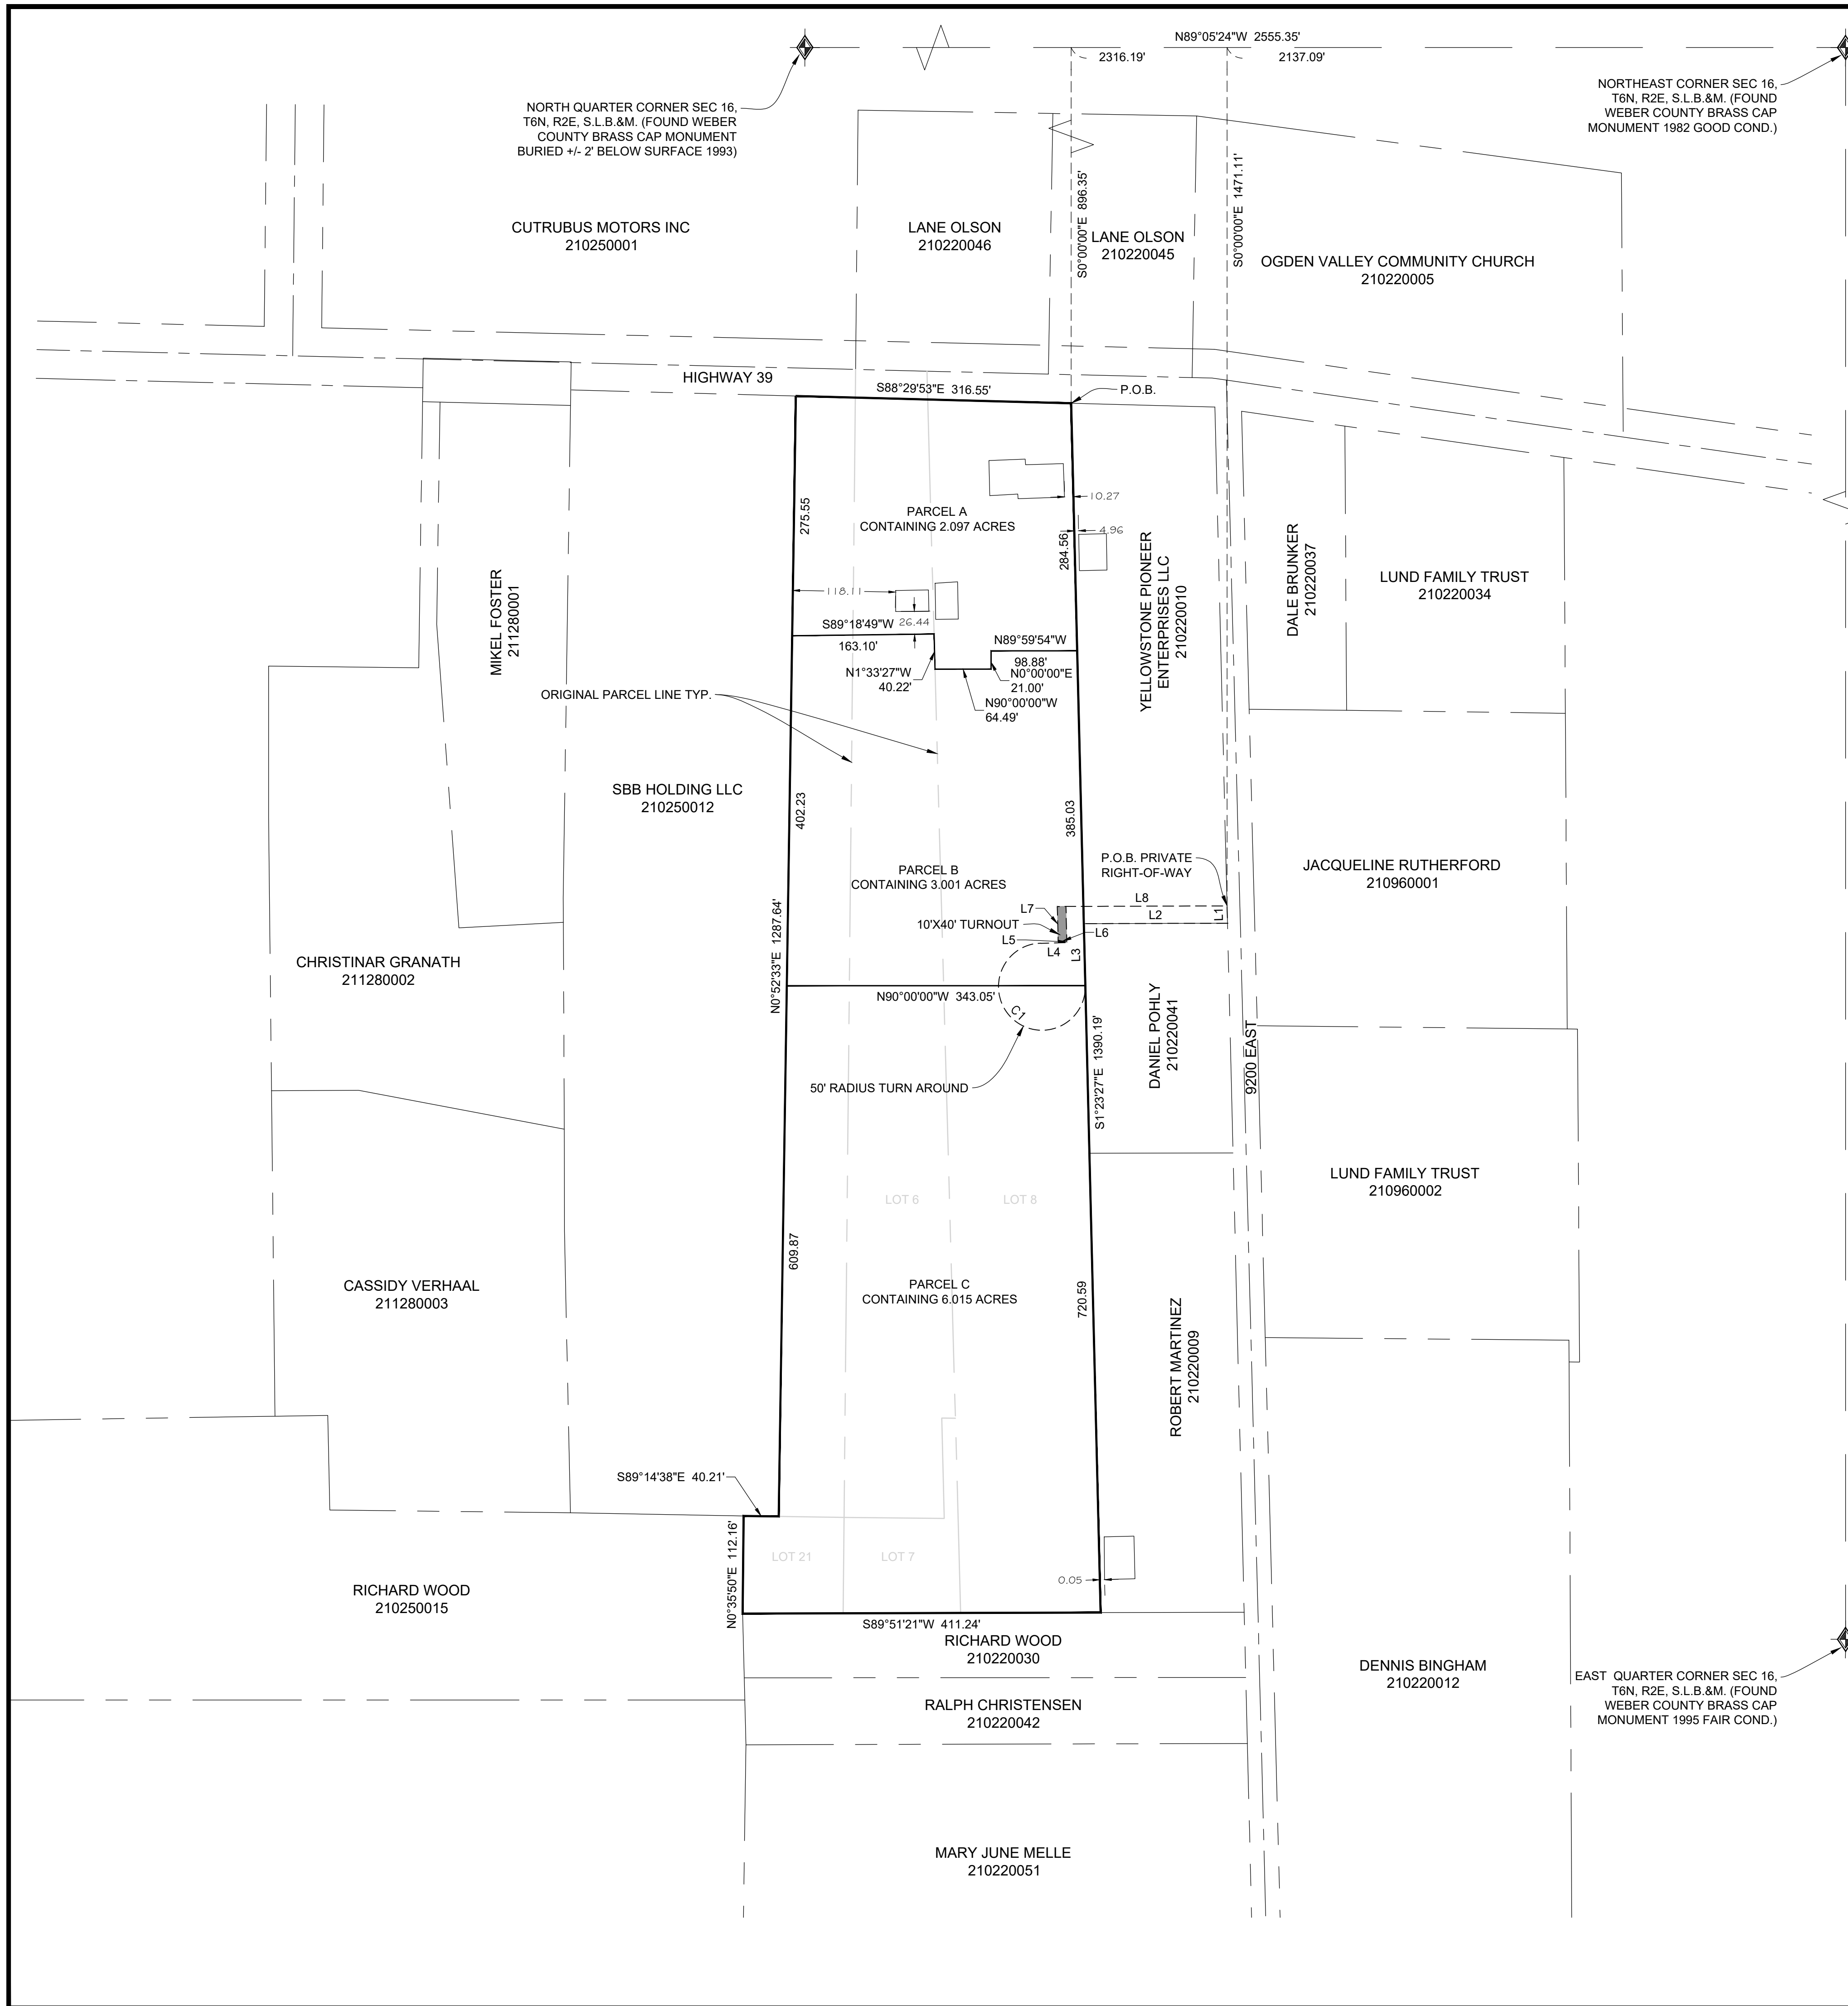 N89°05'24"W 2555.35'
2316.19'
2137.09'
NORTH QUARTER CORNER SEC 16,
T6N, R2E, S.L.B.&M. (FOUND WEBER
COUNTY BRASS CAP MONUMENT
BURIED +/- 2' BELOW SURFACE 1993)
NORTHEAST CORNER SEC 16,
T6N, R2E, S.L.B.&M. (FOUND
WEBER COUNTY BRASS CAP
MONUMENT 1982 GOOD COND.)
S0°00'00"E 896.35'
S0°00'00"E 1471.11'
CUTRUBUS MOTORS INC
210250001
LANE OLSON
210220046
LANE OLSON
210220045
OGDEN VALLEY COMMUNITY CHURCH
210220005
HIGHWAY 39
S88°29'53"E 316.55'
P.O.B.
10.27
4.96
275.55
PARCEL A
CONTAINING 2.097 ACRES
284.56
118.11
26.44
S89°18'49"W
163.10'
N89°59'54"W
98.88'
N1°33'27"W
40.22'
N0°00'00"E
21.00'
N90°00'00"W
64.49'
MIKEL FOSTER
211280001
YELLOWSTONE PIONEER
ENTERPRISES LLC
210220010
DALE BRUNKER
210220037
LUND FAMILY TRUST
210220034
ORIGINAL PARCEL LINE TYP.
SBB HOLDING LLC
210250012
402.23
385.03
PARCEL B
CONTAINING 3.001 ACRES
P.O.B. PRIVATE
RIGHT-OF-WAY
JACQUELINE RUTHERFORD
210960001
L8
L7
L2
L1
10'X40' TURNOUT
L5
L6
L4
L3
CHRISTINAR GRANATH
211280002
N0°52'33"E 1287.64'
N90°00'00"W 343.05'
C1
DANIEL POHLY
210220041
S1°23'27"E 1390.19'
9200 EAST
50' RADIUS TURN AROUND
LUND FAMILY TRUST
210960002
LOT 6
LOT 8
609.87
720.59
CASSIDY VERHAAL
211280003
PARCEL C
CONTAINING 6.015 ACRES
ROBERT MARTINEZ
210220009
S89°14'38"E 40.21'
N0°35'50"E 112.16'
LOT 21
LOT 7
0.05
RICHARD WOOD
210250015
S89°51'21"W 411.24'
RICHARD WOOD
210220030
DENNIS BINGHAM
210220012
EAST QUARTER CORNER SEC 16,
T6N, R2E, S.L.B.&M. (FOUND
WEBER COUNTY BRASS CAP
MONUMENT 1995 FAIR COND.)
RALPH CHRISTENSEN
210220042
MARY JUNE MELLE
210220051